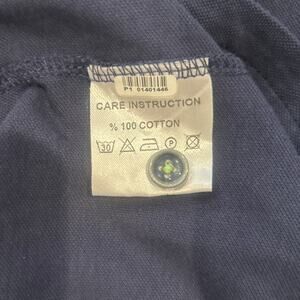 P1 01401446
CARE INSTRUCTION
% 100 COTTON
30 P